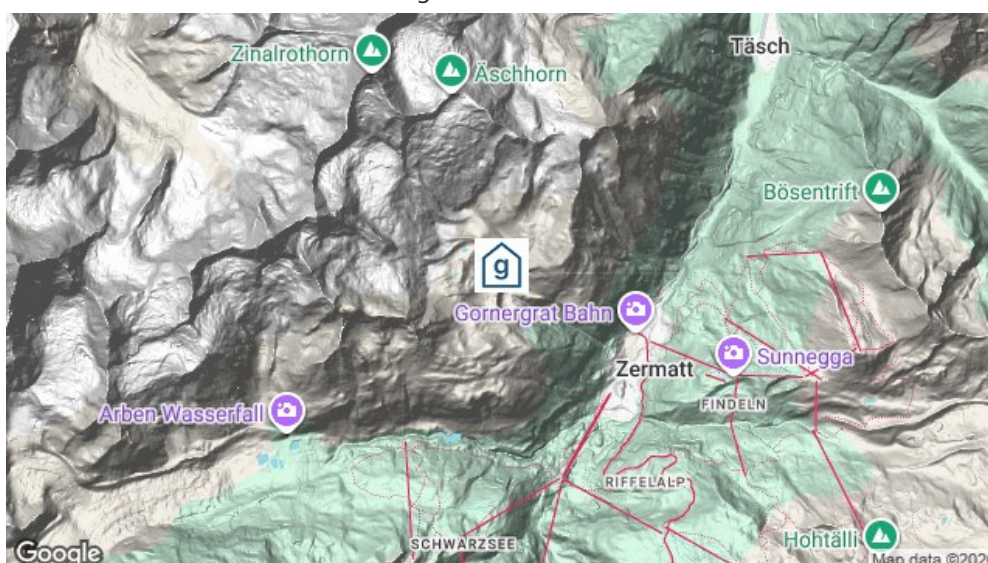 Zinalrothorn
Äschhorn
Täsch
Bösentrift
g
Gornergrat Bahn
Sunnegga
Zermatt
FINDELN
Arben Wasserfall
RIFFELALP
SCHWARZSEE
Hohtälli
Google
Map data ©202